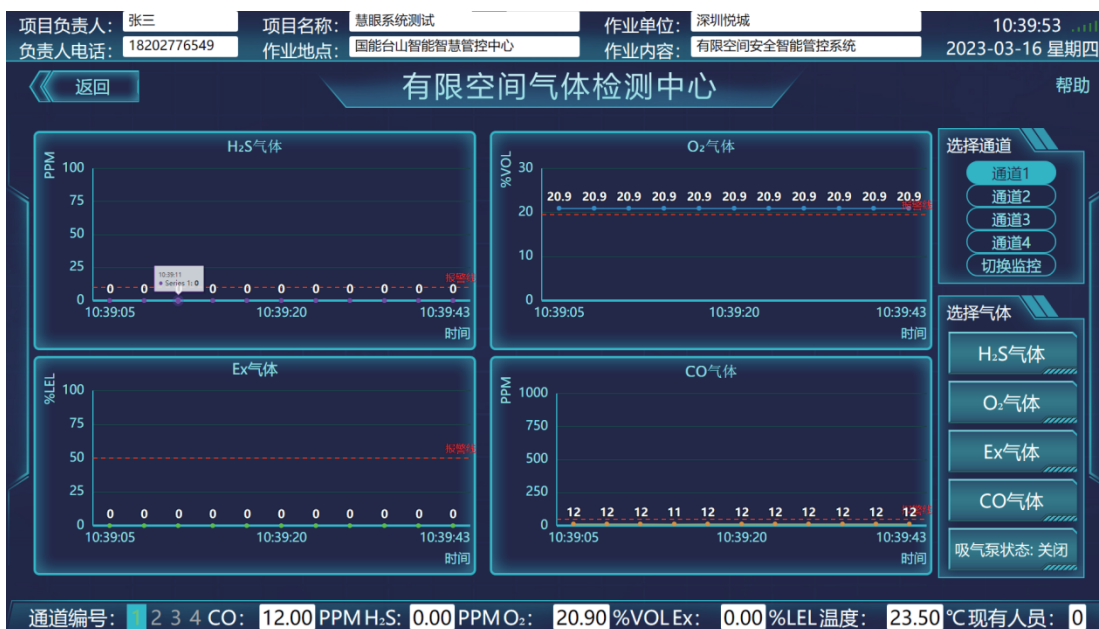 项目负责人： 张三 项目名称： 慧眼系统测试 作业单位： 深圳悦城 10:39:53
负责人电话： 18202776549 作业地点： 国能台山智能智慧管控中心 作业内容： 有限空间安全智能管控系统 2023-03-16 星期四
返回 有限空间气体检测中心 帮助
H₂S气体
PPM
100
75
50
25
0
10:39:11
Series 1: 0
报警线
0 0 0 0 0 0 0 0 0 0 0
10:39:05 10:39:20 10:39:43
时间
O₂气体
%VOL
30
20
10
0
20.9 20.9 20.9 20.9 20.9 20.9 20.9 20.9 20.9 20.9 20.9
报警线
10:39:05 10:39:20 10:39:43
时间
Ex气体
%LEL
100
75
50
25
0
报警线
0 0 0 0 0 0 0 0 0 0 0
10:39:05 10:39:20 10:39:43
时间
CO气体
PPM
1000
750
500
250
0
12 12 12 11 12 12 12 12 12 12 12
报警线
10:39:05 10:39:20 10:39:43
时间
选择通道
通道1
通道2
通道3
通道4
切换监控
选择气体
H₂S气体
O₂气体
Ex气体
CO气体
吸气泵状态: 关闭
通道编号： 1 2 3 4 CO： 12.00 PPM H₂S: 0.00 PPM O₂： 20.90 %VOL Ex： 0.00 %LEL 温度： 23.50 ℃ 现有人员： 0